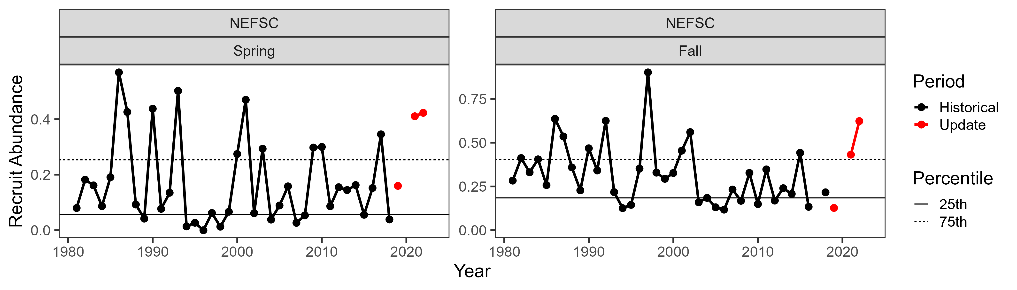 NEFSC
Spring
Recruit Abundance
0.4
0.2
0.0
1980 1990 2000 2010 2020
NEFSC
Fall
0.75
0.50
0.25
0.00
1980 1990 2000 2010 2020
Year
Period
Historical
Update
Percentile
25th
75th